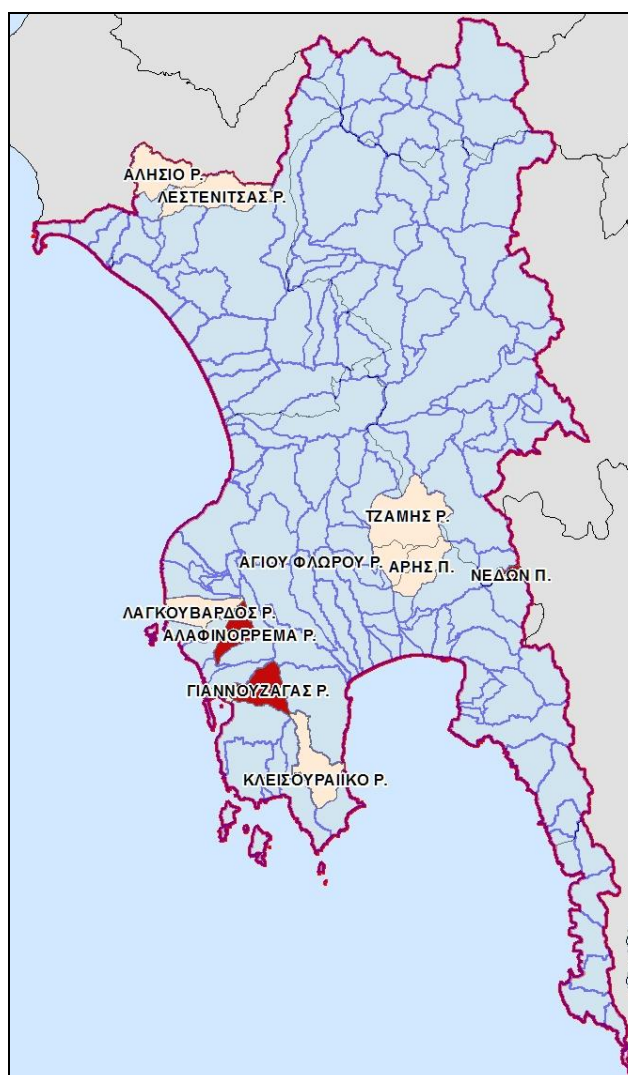 ΑΛΗΣΙΟ Ρ.
ΛΕΣΤΕΝΙΤΣΑΣ Ρ.
ΤΖΑΜΗΣ Ρ.
ΑΓΙΟΥ ΦΛΩΡΟΥ Ρ.
ΑΡΗΣ Π.
ΝΕΔΩΝ Π.
ΛΑΓΚΟΥΒΑΡΔΟΣ Ρ.
ΑΛΑΦΙΝΟΡΡΕΜΑ Ρ.
ΓΙΑΝΝΟΥΖΑΓΑΣ Ρ.
ΚΛΕΙΣΟΥΡΑΙΙΚΟ Ρ.